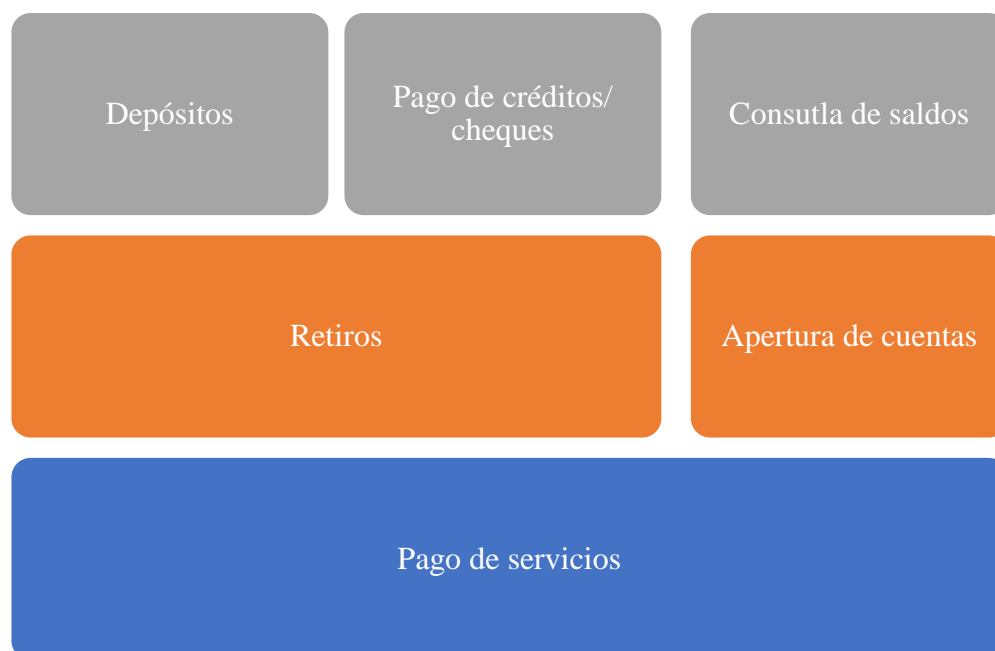 Depósitos
Pago de créditos/
cheques
Consutla de saldos
Retiros
Apertura de cuentas
Pago de servicios